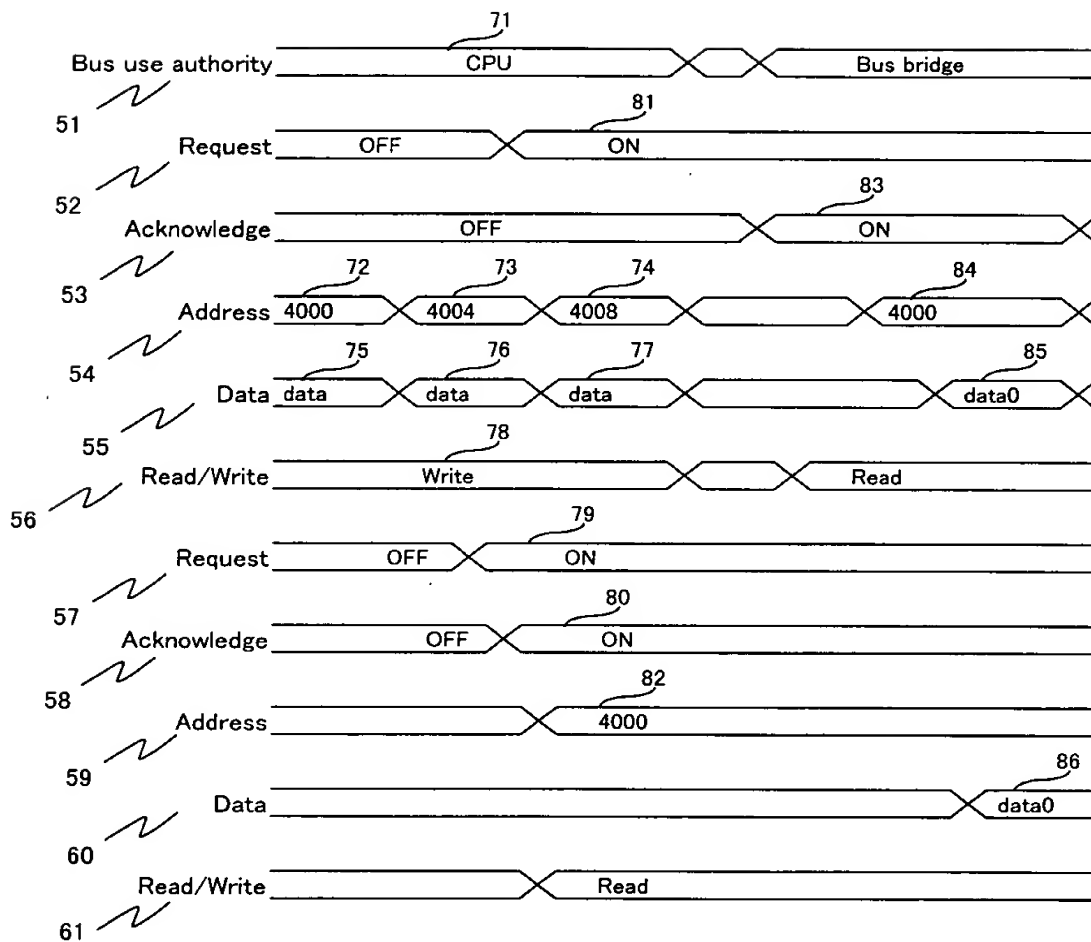 71
Bus use authority CPU Bus bridge
51
81
Request OFF ON
52
83
Acknowledge OFF ON
53
72 73 74 84
Address 4000 4004 4008 4000
54
75 76 77 85
Data data data data data0
55
78
Read/Write Write Read
56
79
Request OFF ON
57
80
Acknowledge OFF ON
58
82
Address 4000
59
86
Data data0
60
Read/Write Read
61